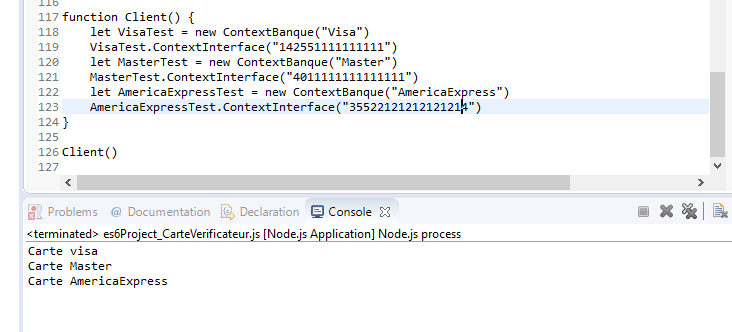 116
117 function Client() {
118 let VisaTest = new ContextBanque("Visa")
119 VisaTest.ContextInterface("142551111111111")
120 let MasterTest = new ContextBanque("Master")
121 MasterTest.ContextInterface("4011111111111111")
122 let AmericaExpressTest = new ContextBanque("AmericaExpress")
123 AmericaExpressTest.ContextInterface("35522121212121214")
124 }
125
126 Client()
127
Problems @ Documentation Declaration Console
<terminated> es6Project_CarteVerificateur.js [Node.js Application] Node.js process
Carte visa
Carte Master
Carte AmericaExpress